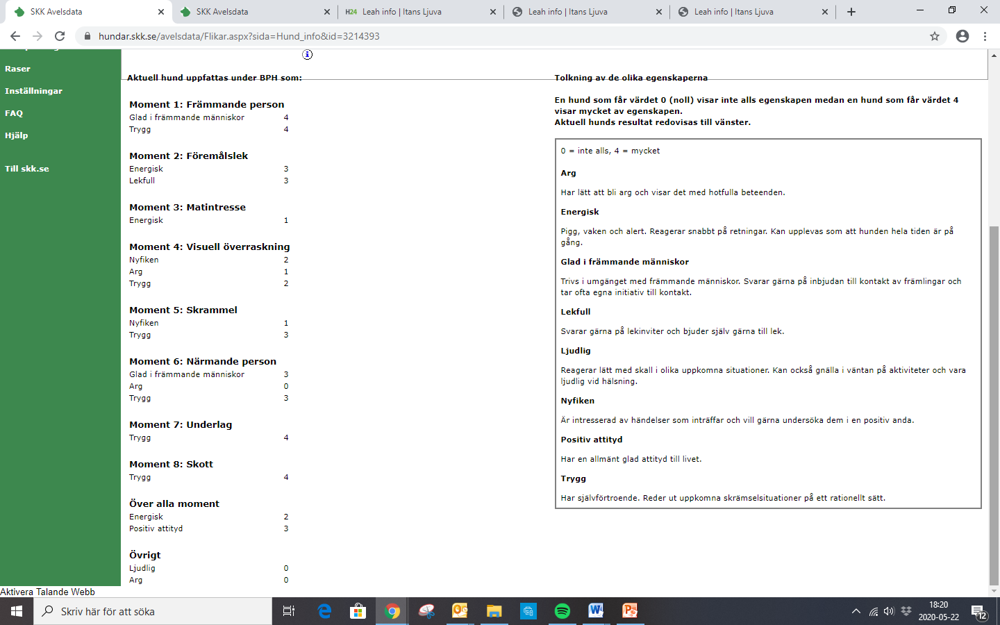 SKK Avelsdata
SKK Avelsdata
H24 Leah info | Itans Ljuva
Leah info | Itans Ljuva
Leah info | Itans Ljuva
hundar.skk.se/avelsdata/Flikar.aspx?sida=Hund_info&id=3214393
Raser
Inställningar
FAQ
Hjälp
Till skk.se
Aktuell hund uppfattas under BPH som:
Moment 1: Främmande person
Glad i främmande människor 4
Trygg 4
Moment 2: Föremålslek
Energisk 3
Lekfull 3
Moment 3: Matintresse
Energisk 1
Moment 4: Visuell överraskning
Nyfiken 2
Arg 1
Trygg 2
Moment 5: Skrammel
Nyfiken 1
Trygg 3
Moment 6: Närmande person
Glad i främmande människor 3
Arg 0
Trygg 3
Moment 7: Underlag
Trygg 4
Moment 8: Skott
Trygg 4
Över alla moment
Energisk 2
Positiv attityd 3
Övrigt
Ljudlig 0
Arg 0
Tolkning av de olika egenskaperna
En hund som får värdet 0 (noll) visar inte alls egenskapen medan en hund som får värdet 4
visar mycket av egenskapen.
Aktuell hunds resultat redovisas till vänster.
0 = inte alls, 4 = mycket
Arg
Har lätt att bli arg och visar det med hotfulla beteenden.
Energisk
Pigg, vaken och alert. Reagerar snabbt på retningar. Kan upplevas som att hunden hela tiden är på
gång.
Glad i främmande människor
Trivs i umgänget med främmande människor. Svarar gärna på inbjudan till kontakt av främlingar och
tar ofta egna initiativ till kontakt.
Lekfull
Svarar gärna på lekinviter och bjuder själv gärna till lek.
Ljudlig
Reagerar lätt med skall i olika uppkomna situationer. Kan också gnälla i väntan på aktiviteter och vara
ljudlig vid hälsning.
Nyfiken
Är intresserad av händelser som inträffar och vill gärna undersöka dem i en positiv anda.
Positiv attityd
Har en allmänt glad attityd till livet.
Trygg
Har självförtroende. Reder ut uppkomna skrämselsituationer på ett rationellt sätt.
Aktivera Talande Webb
Skriv här för att söka
18:20
2020-05-22
12